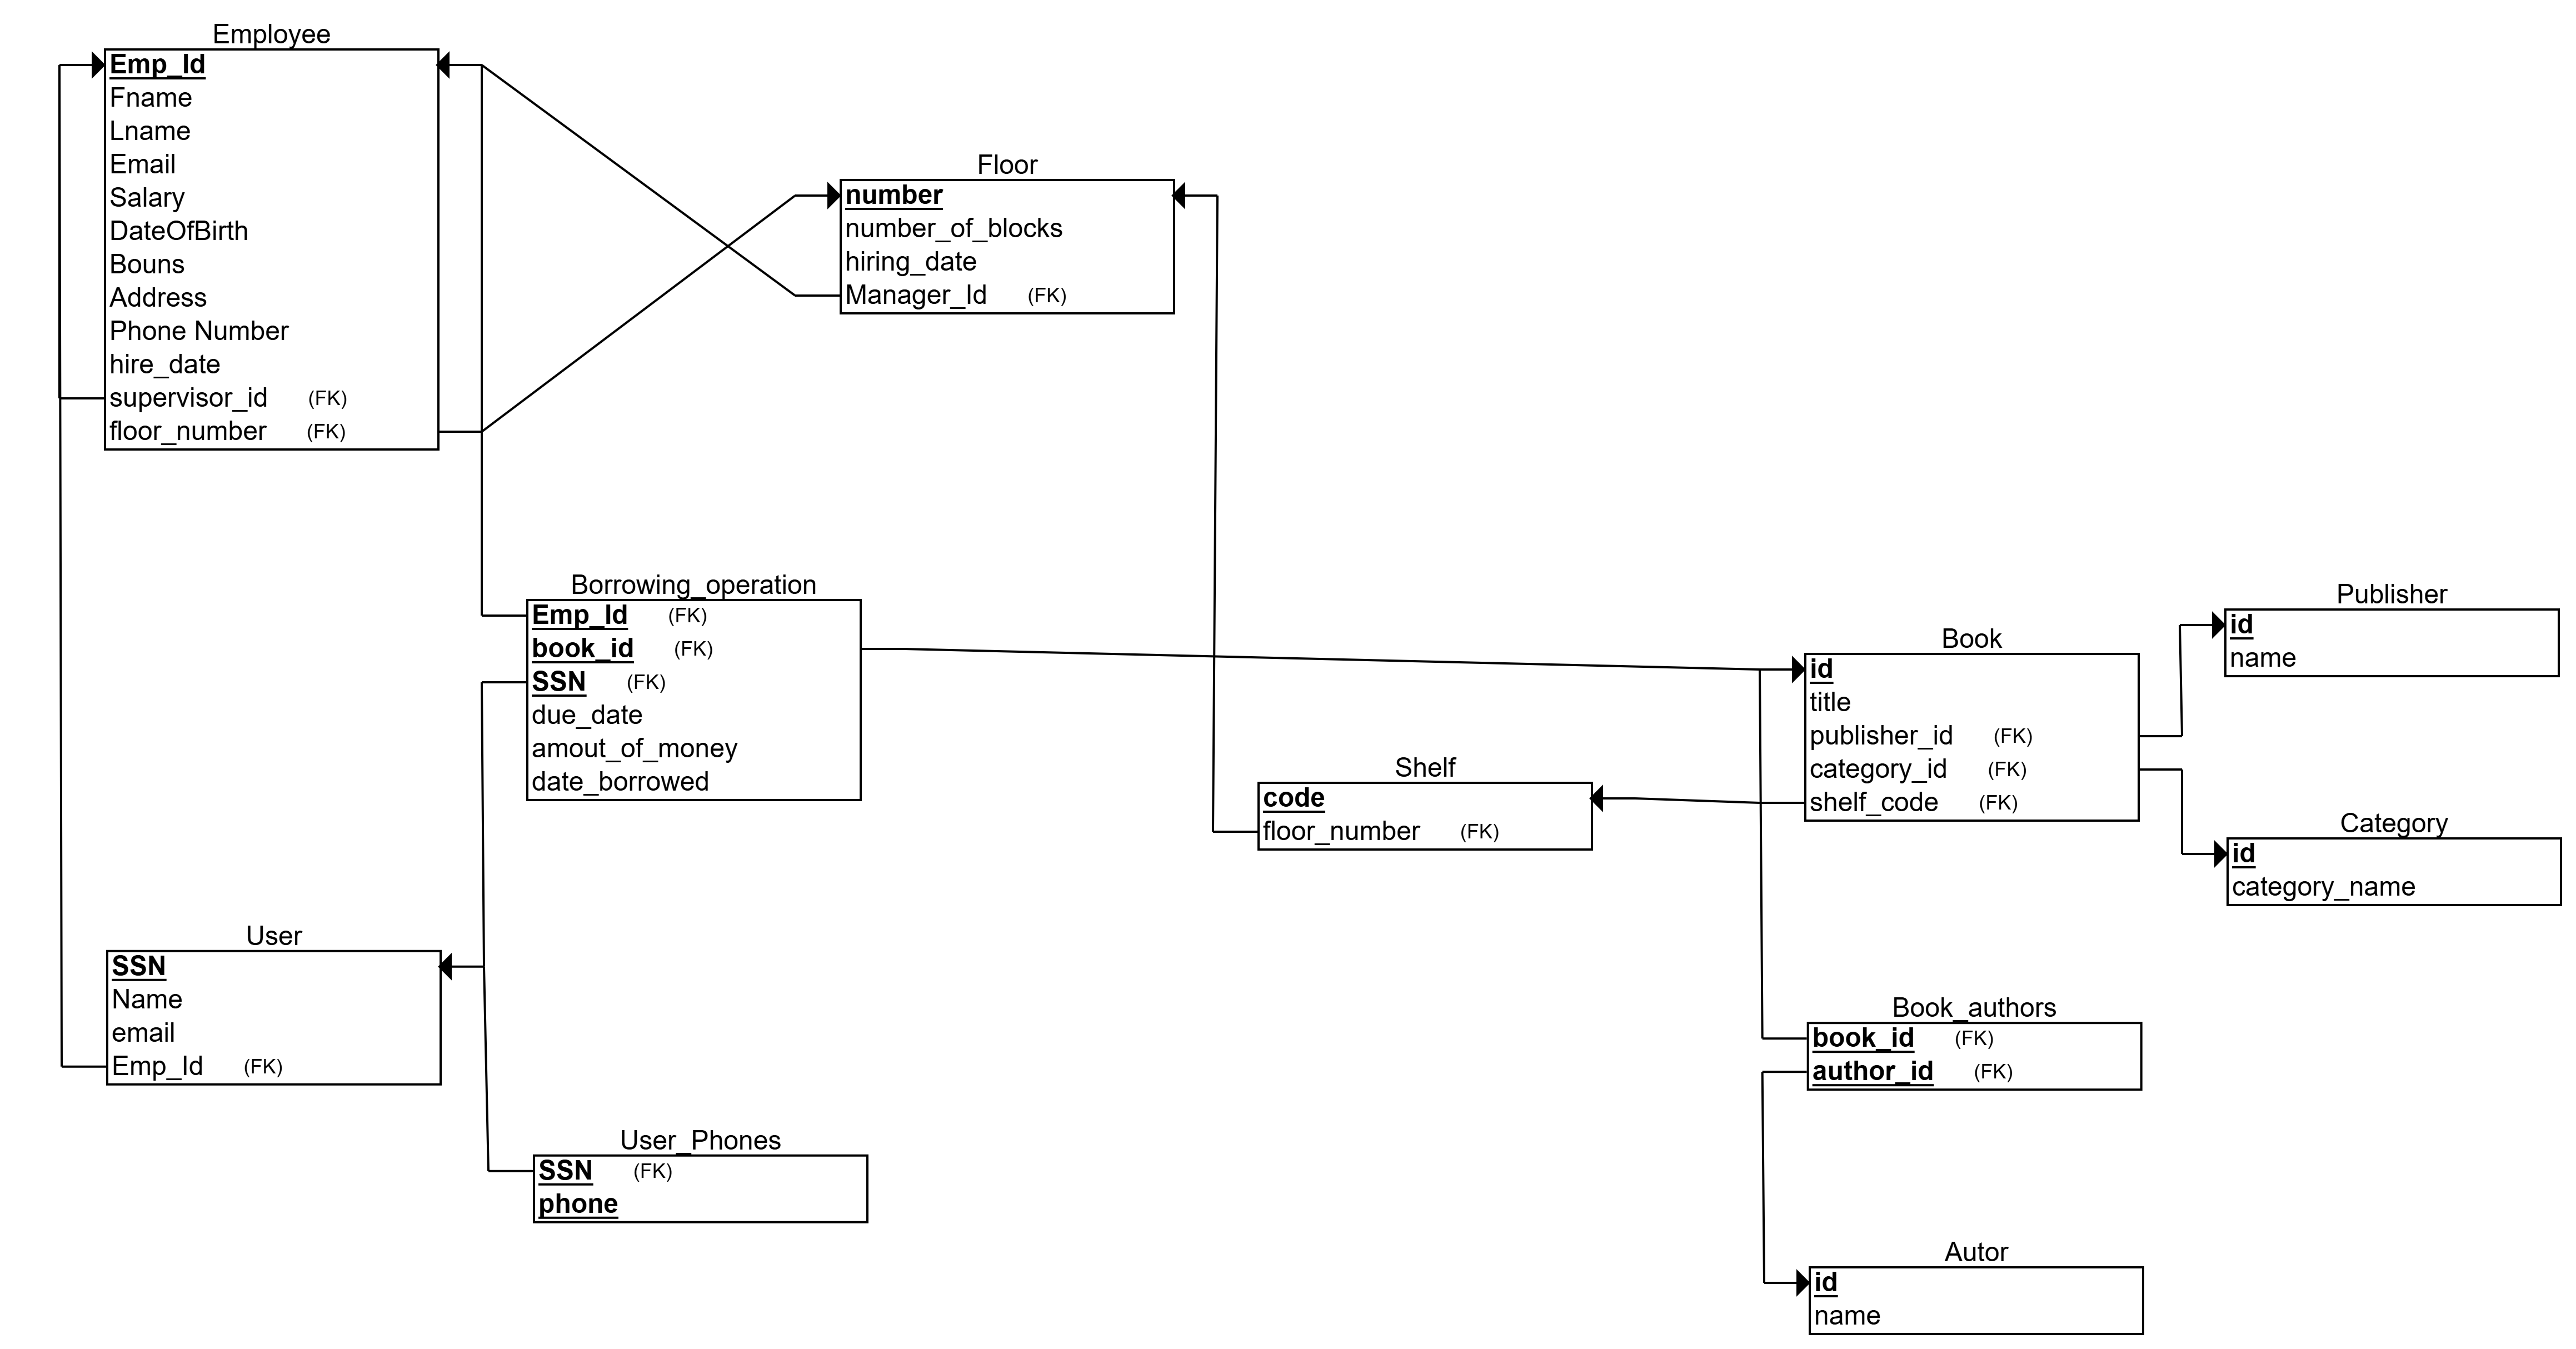 Employee
Emp_Id
Fname
Lname
Email
Salary
DateOfBirth
Bouns
Address
Phone Number
hire_date
supervisor_id (FK)
floor_number (FK)
Floor
number
number_of_blocks
hiring_date
Manager_Id (FK)
Borrowing_operation
Emp_Id (FK)
book_id (FK)
SSN (FK)
due_date
amout_of_money
date_borrowed
Publisher
id
name
Book
id
title
publisher_id (FK)
category_id (FK)
shelf_code (FK)
Shelf
code
floor_number (FK)
Category
id
category_name
User
SSN
Name
email
Emp_Id (FK)
Book_authors
book_id (FK)
author_id (FK)
User_Phones
SSN (FK)
phone
Autor
id
name